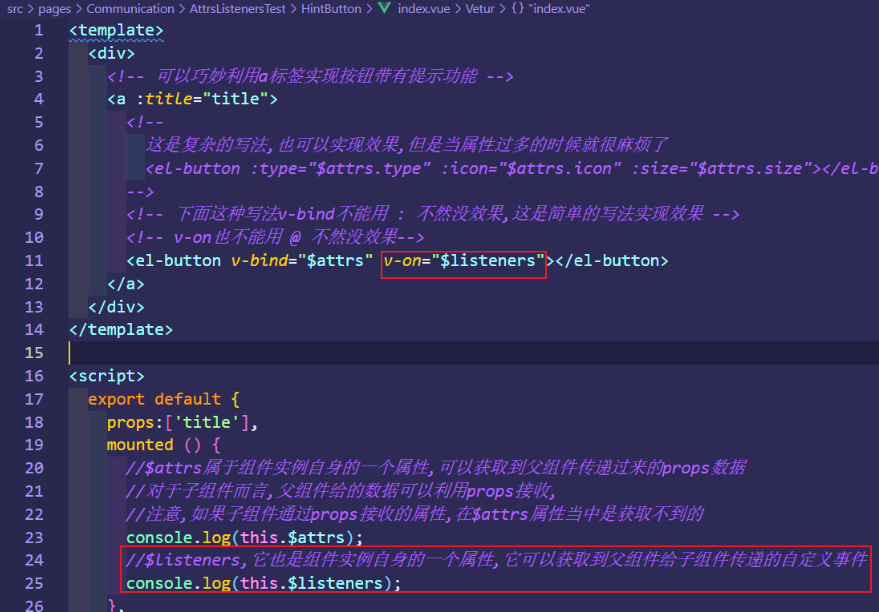 src > pages > Communication > AttrsListenersTest > HintButton > index.vue > Vetur > {} "index.vue"
1 <template>
2 <div>
3 <!-- 可以巧妙利用a标签实现按钮带有提示功能 -->
4 <a :title="title">
5 <!--
6 这是复杂的写法,也可以实现效果,但是当属性过多的时候就很麻烦了
7 <el-button :type="$attrs.type" :icon="$attrs.icon" :size="$attrs.size"></el-b
8 -->
9 <!-- 下面这种写法v-bind不能用 : 不然没效果,这是简单的写法实现效果 -->
10 <!-- v-on也不能用 @ 不然没效果-->
11 <el-button v-bind="$attrs" v-on="$listeners"></el-button>
12 </a>
13 </div>
14 </template>
15
16 <script>
17 export default {
18 props:['title'],
19 mounted () {
20 //$attrs属于组件实例自身的一个属性,可以获取到父组件传递过来的props数据
21 //对于子组件而言,父组件给的数据可以利用props接收,
22 //注意,如果子组件通过props接收的属性,在$attrs属性当中是获取不到的
23 console.log(this.$attrs);
24 //$listeners,它也是组件实例自身的一个属性,它可以获取到父组件给子组件传递的自定义事件
25 console.log(this.$listeners);
26 },